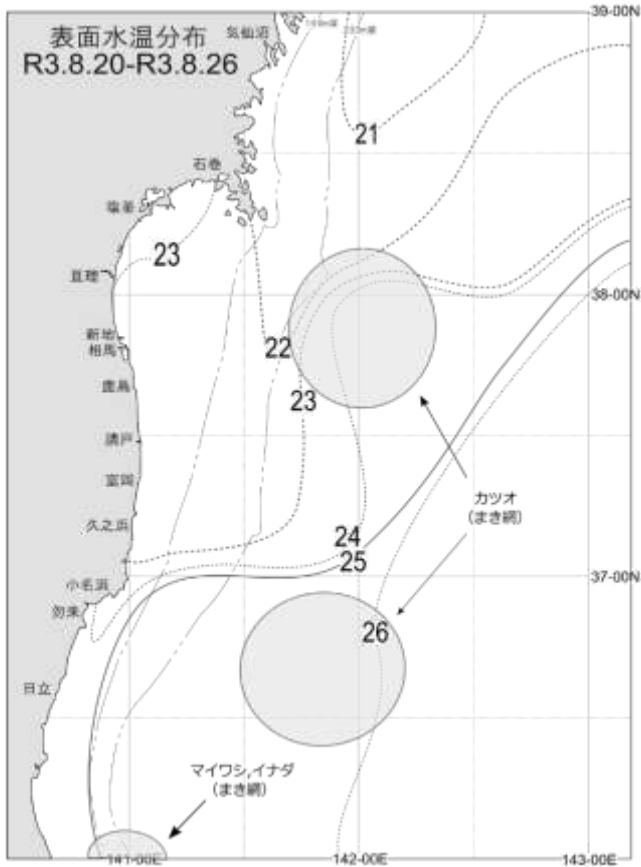 表面水温分布
R3.8.20-R3.8.26
気仙沼
39-00N
21
石巻
塩釜
23
亘理
38-00N
新地
相馬
22
鹿島
23
請戸
富岡
カツオ
(まき網)
久之浜
24
25
37-00N
小名浜
勿来
26
日立
マイワシ,イナダ
(まき網)
141-00E
142-00E
143-00E